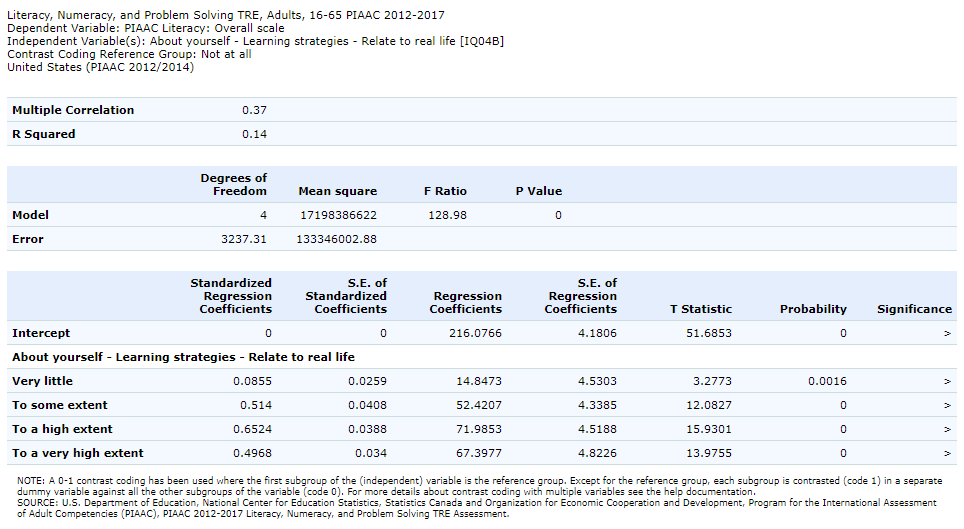 Literacy, Numeracy, and Problem Solving TRE, Adults, 16-65 PIAAC 2012-2017
Dependent Variable: PIAAC Literacy: Overall scale
Independent Variable(s): About yourself - Learning strategies - Relate to real life [IQ04B]
Contrast Coding Reference Group: Not at all
United States (PIAAC 2012/2014)
Multiple Correlation 0.37
R Squared 0.14
Degrees of
Freedom Mean square F Ratio P Value
Model 4 17198386622 128.98 0
Error 3237.31 133346002.88
Standardized S.E. of S.E. of
Regression Standardized Regression Regression
Coefficients Coefficients Coefficients Coefficients T Statistic Probability Significance
Intercept 0 0 216.0766 4.1806 51.6853 0 >
About yourself - Learning strategies - Relate to real life
Very little 0.0855 0.0259 14.8473 4.5303 3.2773 0.0016 >
To some extent 0.514 0.0408 52.4207 4.3385 12.0827 0 >
To a high extent 0.6524 0.0388 71.9853 4.5188 15.9301 0 >
To a very high extent 0.4968 0.034 67.3977 4.8226 13.9755 0 >
NOTE: A 0-1 contrast coding has been used where the first subgroup of the (independent) variable is the reference group. Except for the reference group, each subgroup is contrasted (code 1) in a separate
dummy variable against all the other subgroups of the variable (code 0). For more details about contrast coding with multiple variables see the help documentation.
SOURCE: U.S. Department of Education, National Center for Education Statistics, Statistics Canada and Organization for Economic Cooperation and Development, Program for the International Assessment
of Adult Competencies (PIAAC), PIAAC 2012-2017 Literacy, Numeracy, and Problem Solving TRE Assessment.